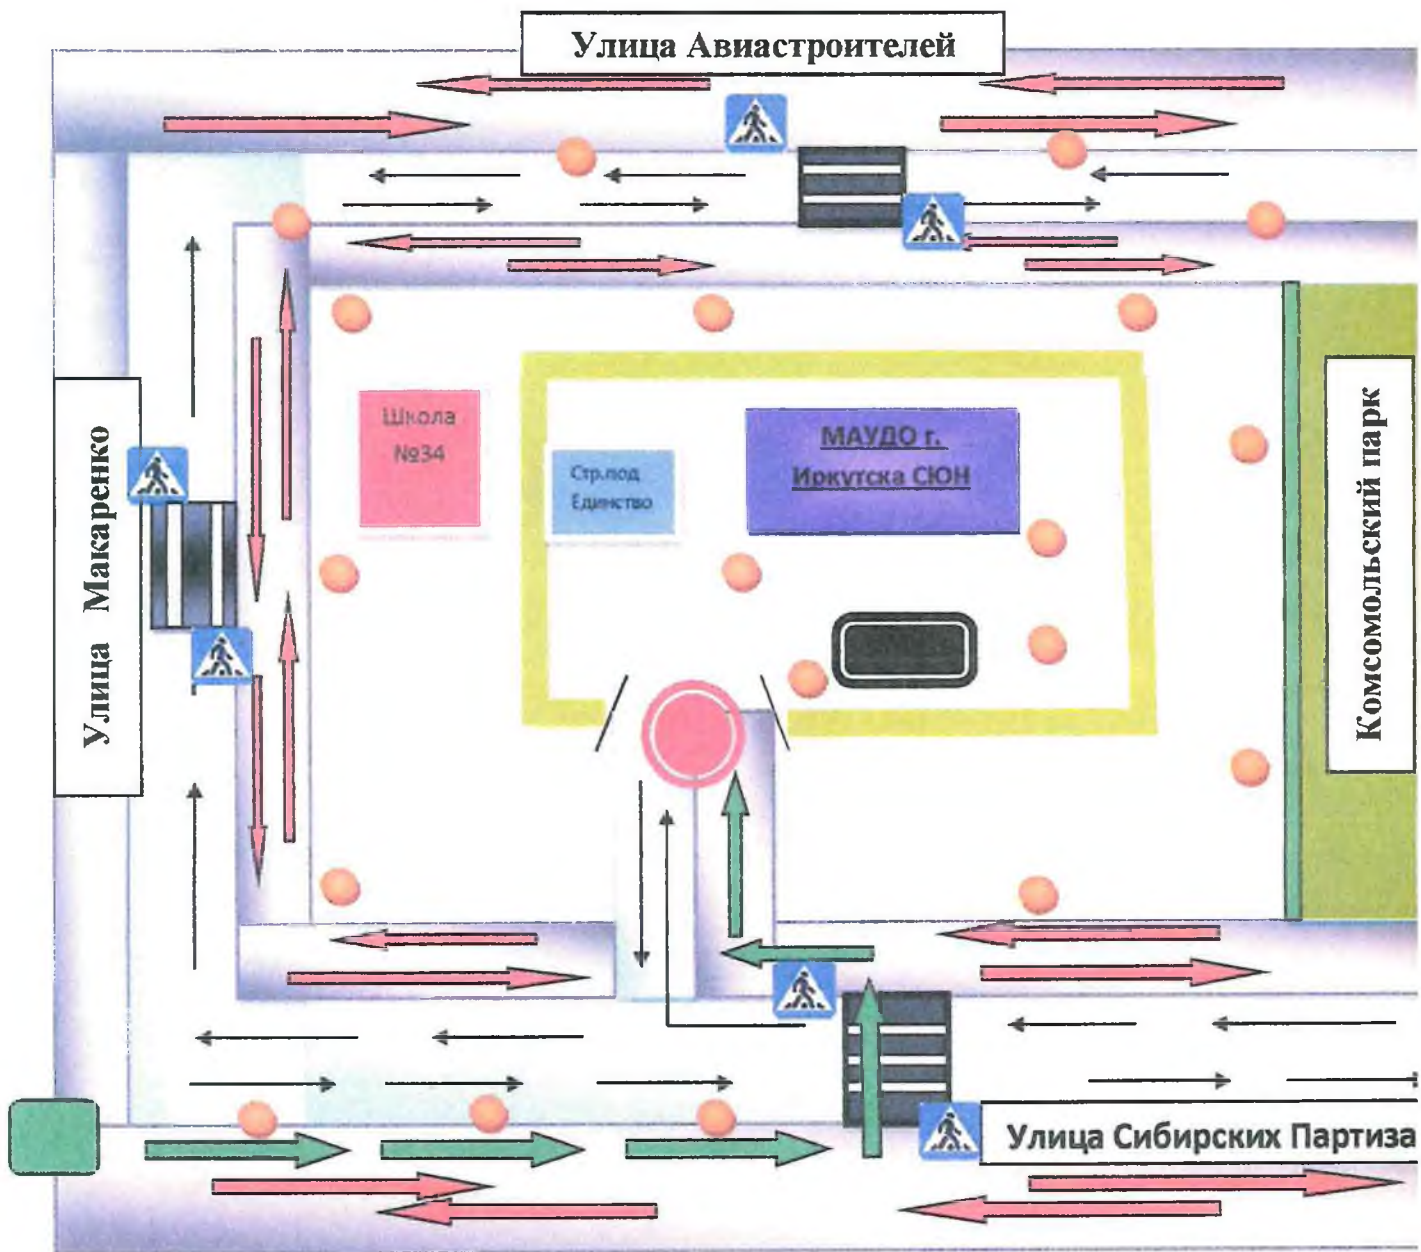 Улица Авиастроителей
Школа
№34
Стр.под
Единство
МАУДО г.
Иркутска СЮН
Улица Макаренко
Комсомольский парк
Улица Сибирских Партиза